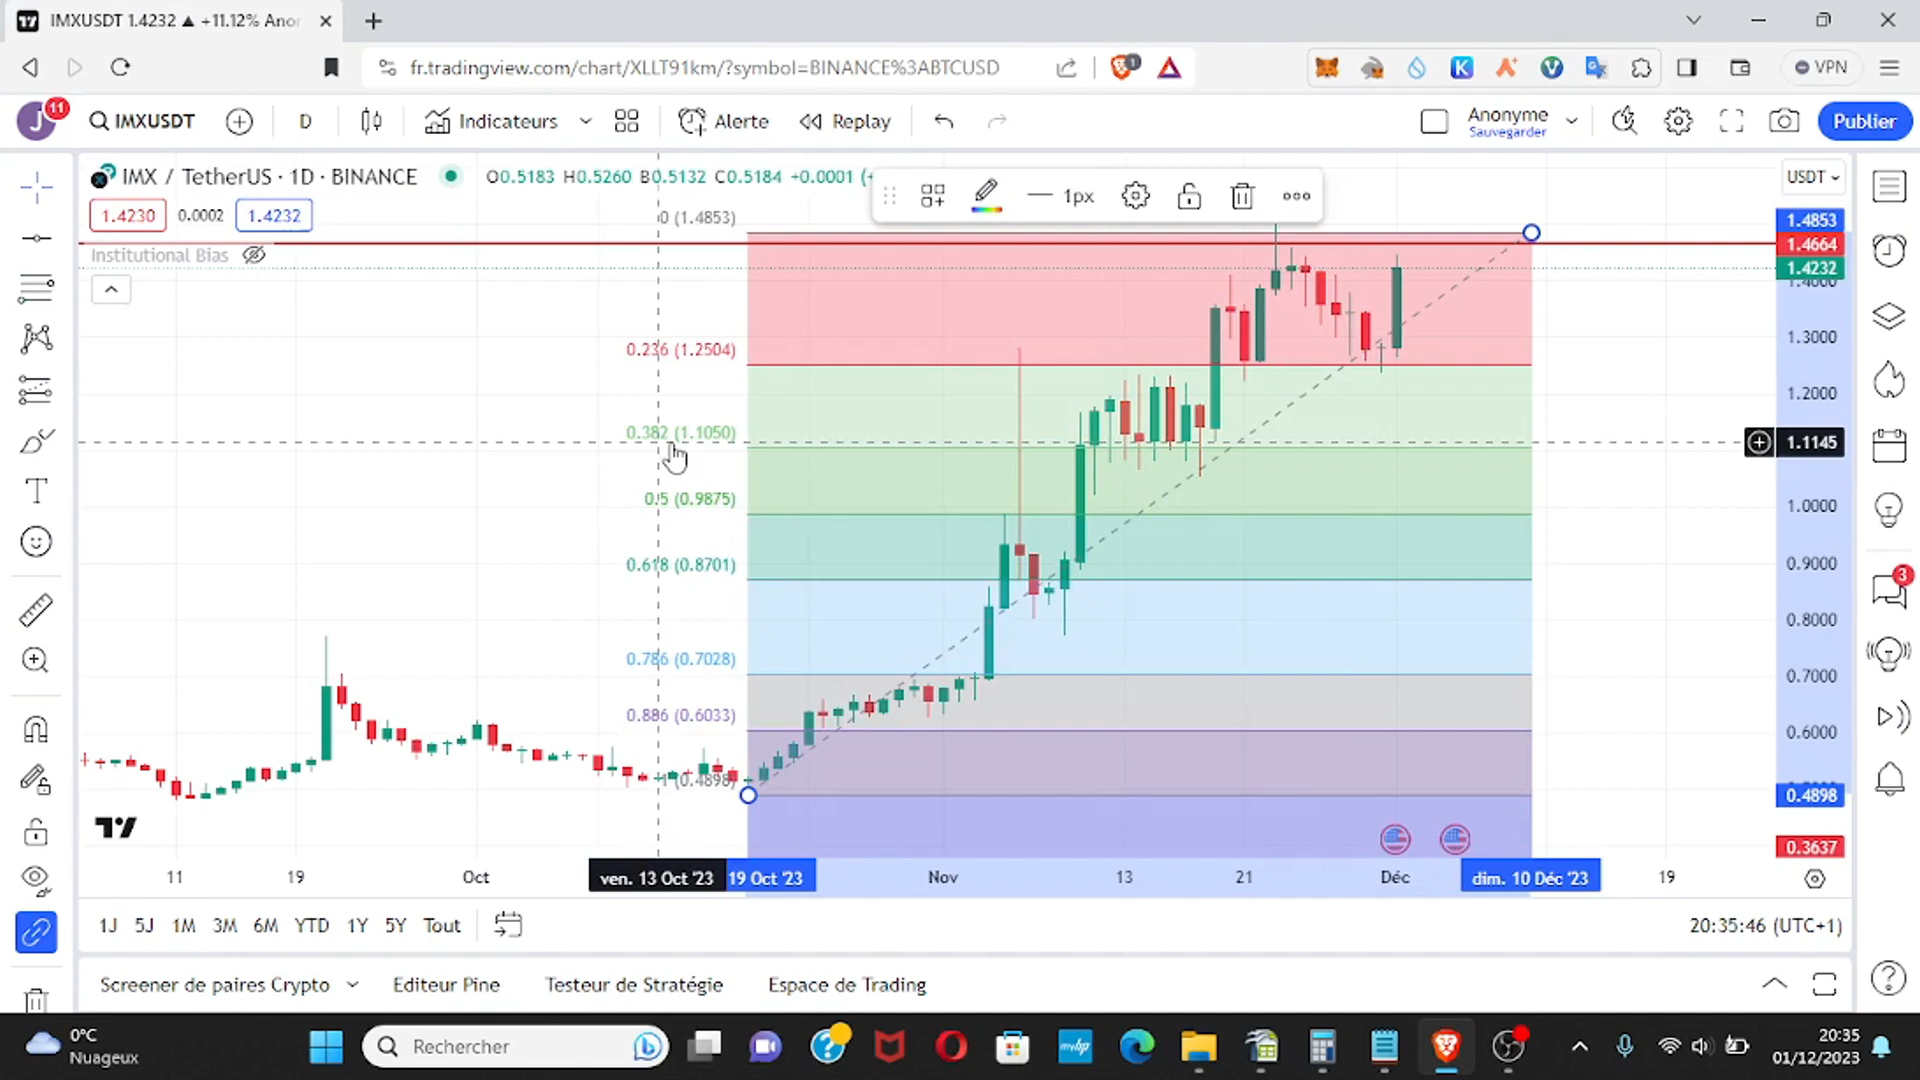 IMXUSDT 1.4232 ▲ +11.12% Anon
fr.tradingview.com/chart/XLLT91km/?symbol=BINANCE%3ABTCUSD
1
VPN
J 11
IMXUSDT
D
Indicateurs
Alerte
Replay
Anonyme
Sauvegarder
Publier
IMX / TetherUS · 1D · BINANCE
O0.5183 H0.5260 B0.5132 C0.5184 +0.0001 (+
1px
USDT
1.4230
0.0002
1.4232
Institutional Bias
0 (1.4853)
0.236 (1.2504)
0.382 (1.1050)
0.5 (0.9875)
0.618 (0.8701)
0.786 (0.7028)
0.886 (0.6033)
1 (0.4898)
1.4853
1.4664
1.4232
1.4000
1.3000
1.2000
1.1145
1.0000
0.9000
0.8000
0.7000
0.6000
0.4898
0.3637
3
11
19
Oct
ven. 13 Oct '23
19 Oct '23
Nov
13
21
Déc
dim. 10 Déc '23
19
1J 5J 1M 3M 6M YTD 1Y 5Y Tout
20:35:46 (UTC+1)
Screener de paires Crypto
Editeur Pine
Testeur de Stratégie
Espace de Trading
0°C
Nuageux
Rechercher
myhp
20:35
01/12/2023